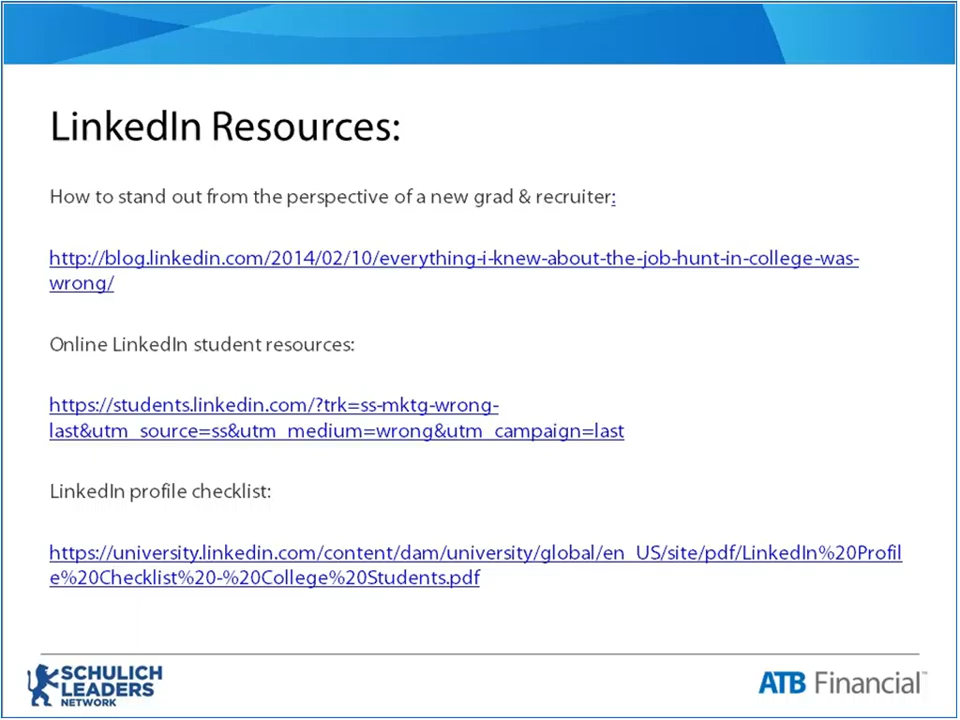 LinkedIn Resources:
How to stand out from the perspective of a new grad & recruiter:
http://blog.linkedin.com/2014/02/10/everything-i-knew-about-the-job-hunt-in-college-was-
wrong/
Online LinkedIn student resources:
https://students.linkedin.com/?trk=ss-mktg-wrong-
last&utm_source=ss&utm_medium=wrong&utm_campaign=last
LinkedIn profile checklist:
https://university.linkedin.com/content/dam/university/global/en_US/site/pdf/LinkedIn%20Profil
e%20Checklist%20-%20College%20Students.pdf
SCHULICH
LEADERS
NETWORK
ATB Financial™